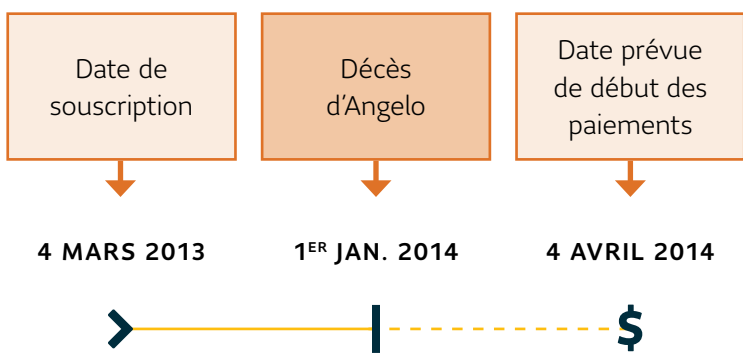 Date de
souscription
Décès
d'Angelo
Date prévue
de début des
paiements
4 MARS 2013
1ER JAN. 2014
4 AVRIL 2014
$